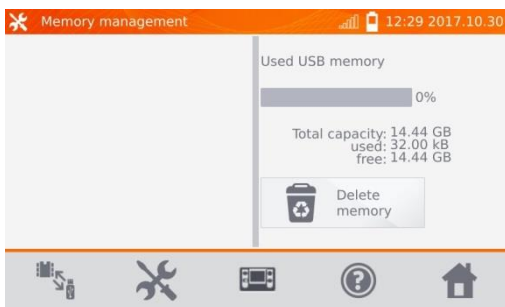 Memory management
12:29 2017.10.30
Used USB memory
0%
Total capacity: 14.44 GB
used: 32.00 kB
free: 14.44 GB
Delete
memory
?